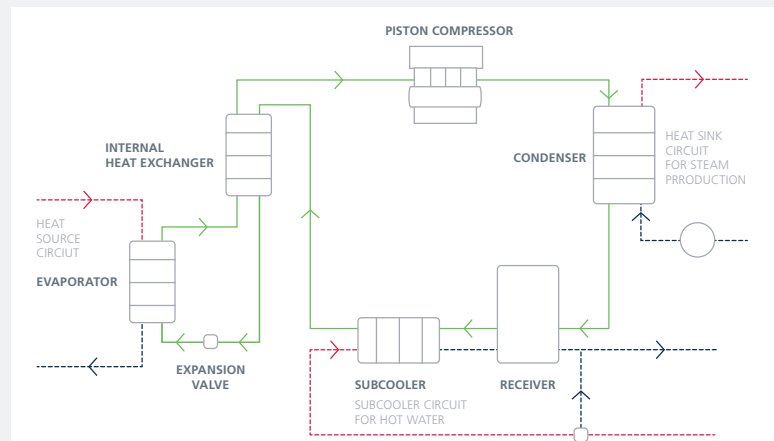 PISTON COMPRESSOR
INTERNAL
HEAT EXCHANGER
CONDENSER
HEAT SINK
CIRCUIT
FOR STEAM
PRRODUCTION
HEAT
SOURCE
CIRCIUT
EVAPORATOR
EXPANSION
VALVE
SUBCOOLER
SUBCOOLER CIRCUIT
FOR HOT WATER
RECEIVER